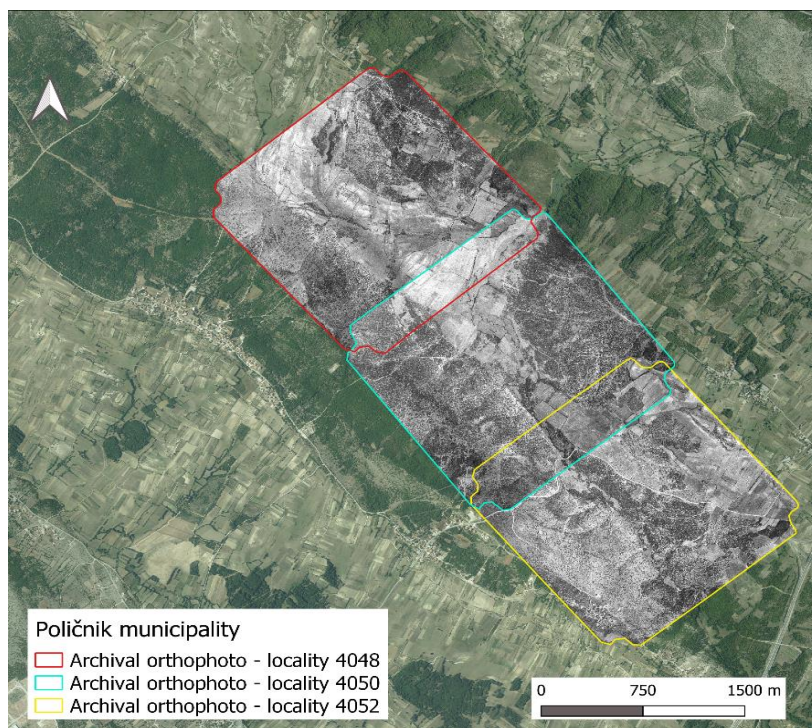 Poličnik municipality
Archival orthophoto - locality 4048
Archival orthophoto - locality 4050
Archival orthophoto - locality 4052
0 750 1500 m